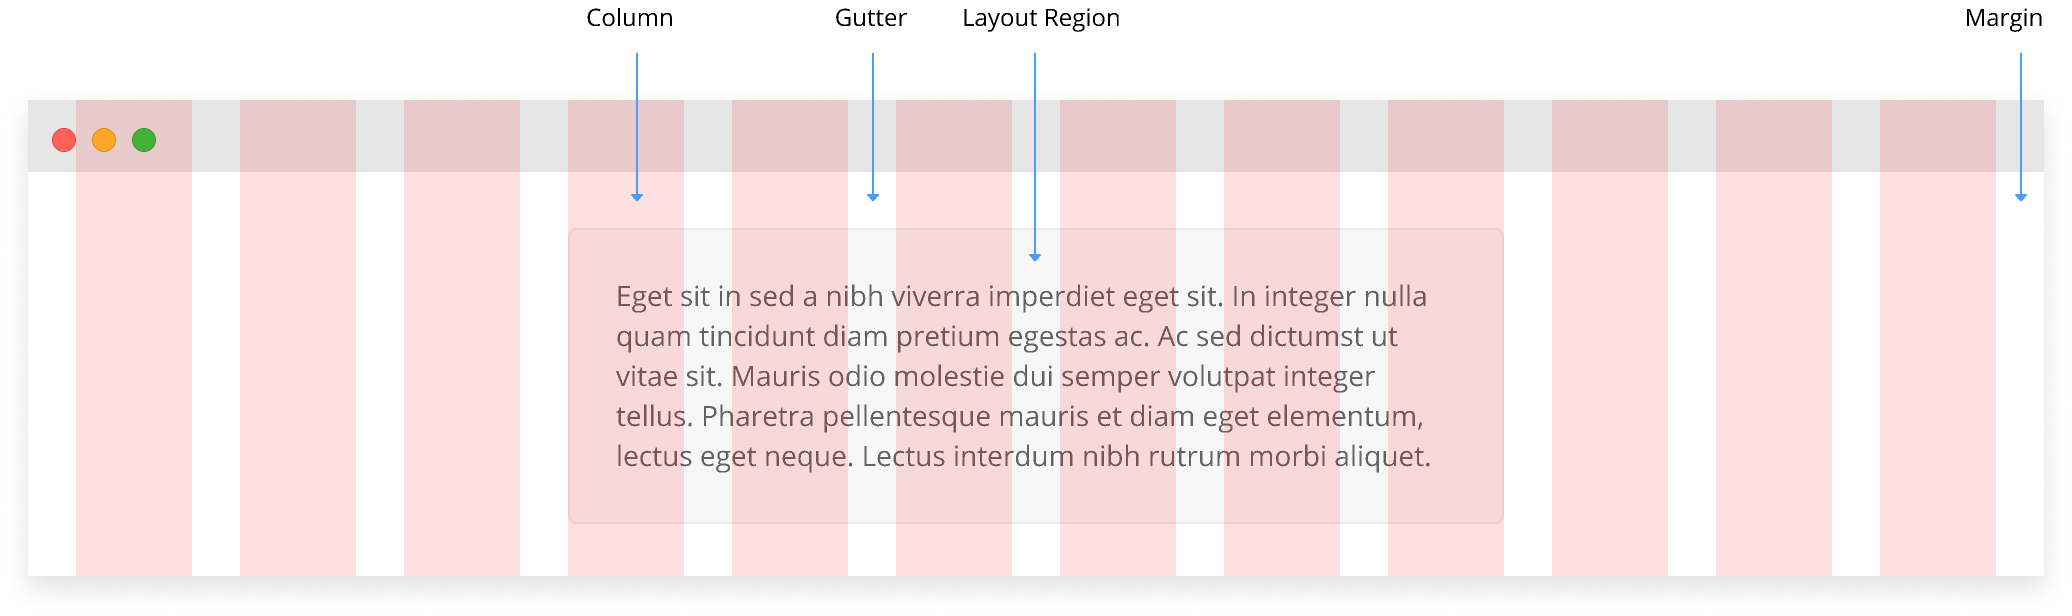 Column Gutter Layout Region Margin
Eget sit in sed a nibh viverra imperdiet eget sit. In integer nulla
quam tincidunt diam pretium egestas ac. Ac sed dictumst ut
vitae sit. Mauris odio molestie dui semper volutpat integer
tellus. Pharetra pellentesque mauris et diam eget elementum,
lectus eget neque. Lectus interdum nibh rutrum morbi aliquet.